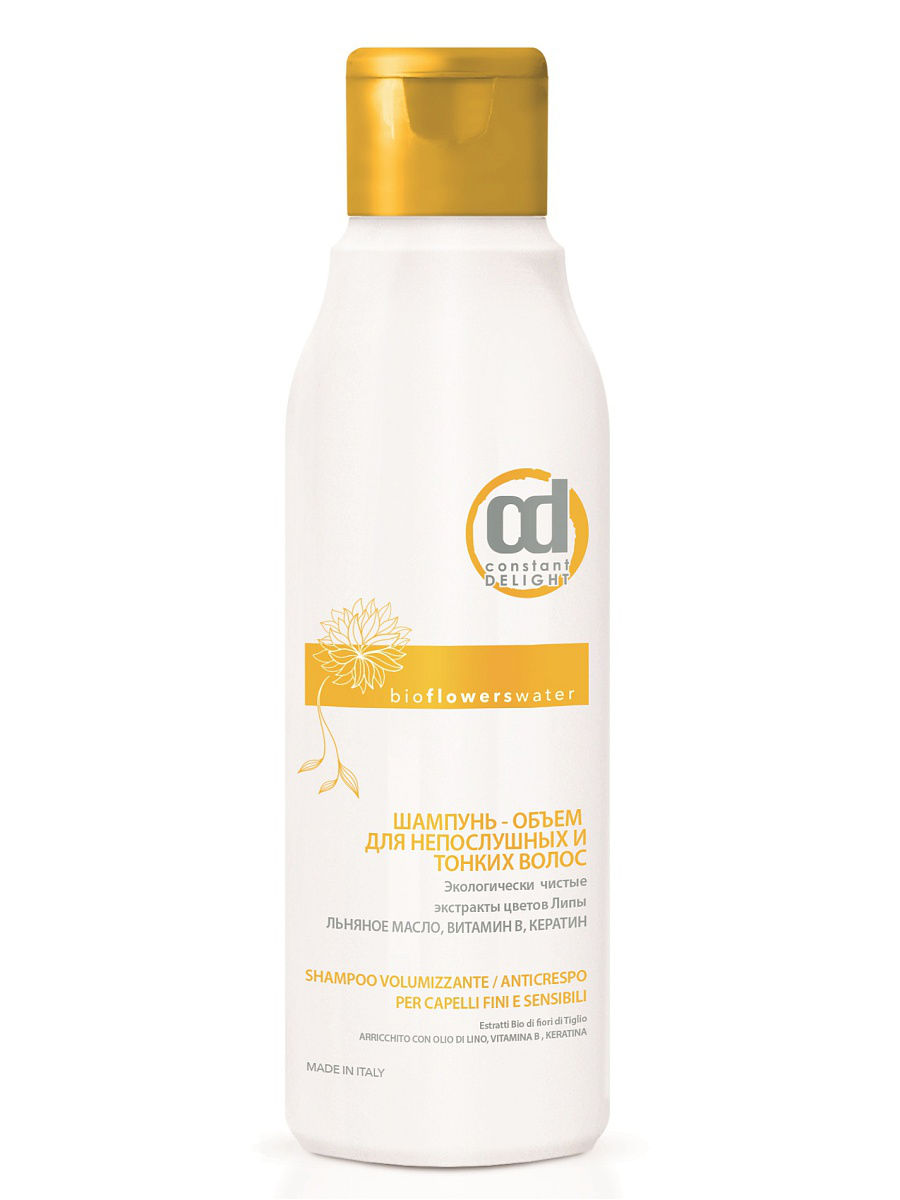 cd
constant
DELIGHT
bioflowerswater
ШАМПУНЬ - ОБЪЕМ
ДЛЯ НЕПОСЛУШНЫХ И
ТОНКИХ ВОЛОС
Экологически чистые
экстракты цветов Липы
ЛЬНЯНОЕ МАСЛО, ВИТАМИН B, КЕРАТИН
SHAMPOO VOLUMIZZANTE / ANTICRESPO
PER CAPELLI FINI E SENSIBILI
Estratti Bio di fiori di Tiglio
ARRICCHITO CON OLIO DI LINO, VITAMINA B , KERATINA
MADE IN ITALY